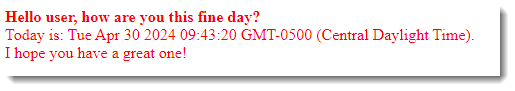 Hello user, how are you this fine day?
Today is: Tue Apr 30 2024 09:43:20 GMT-0500 (Central Daylight Time).
I hope you have a great one!